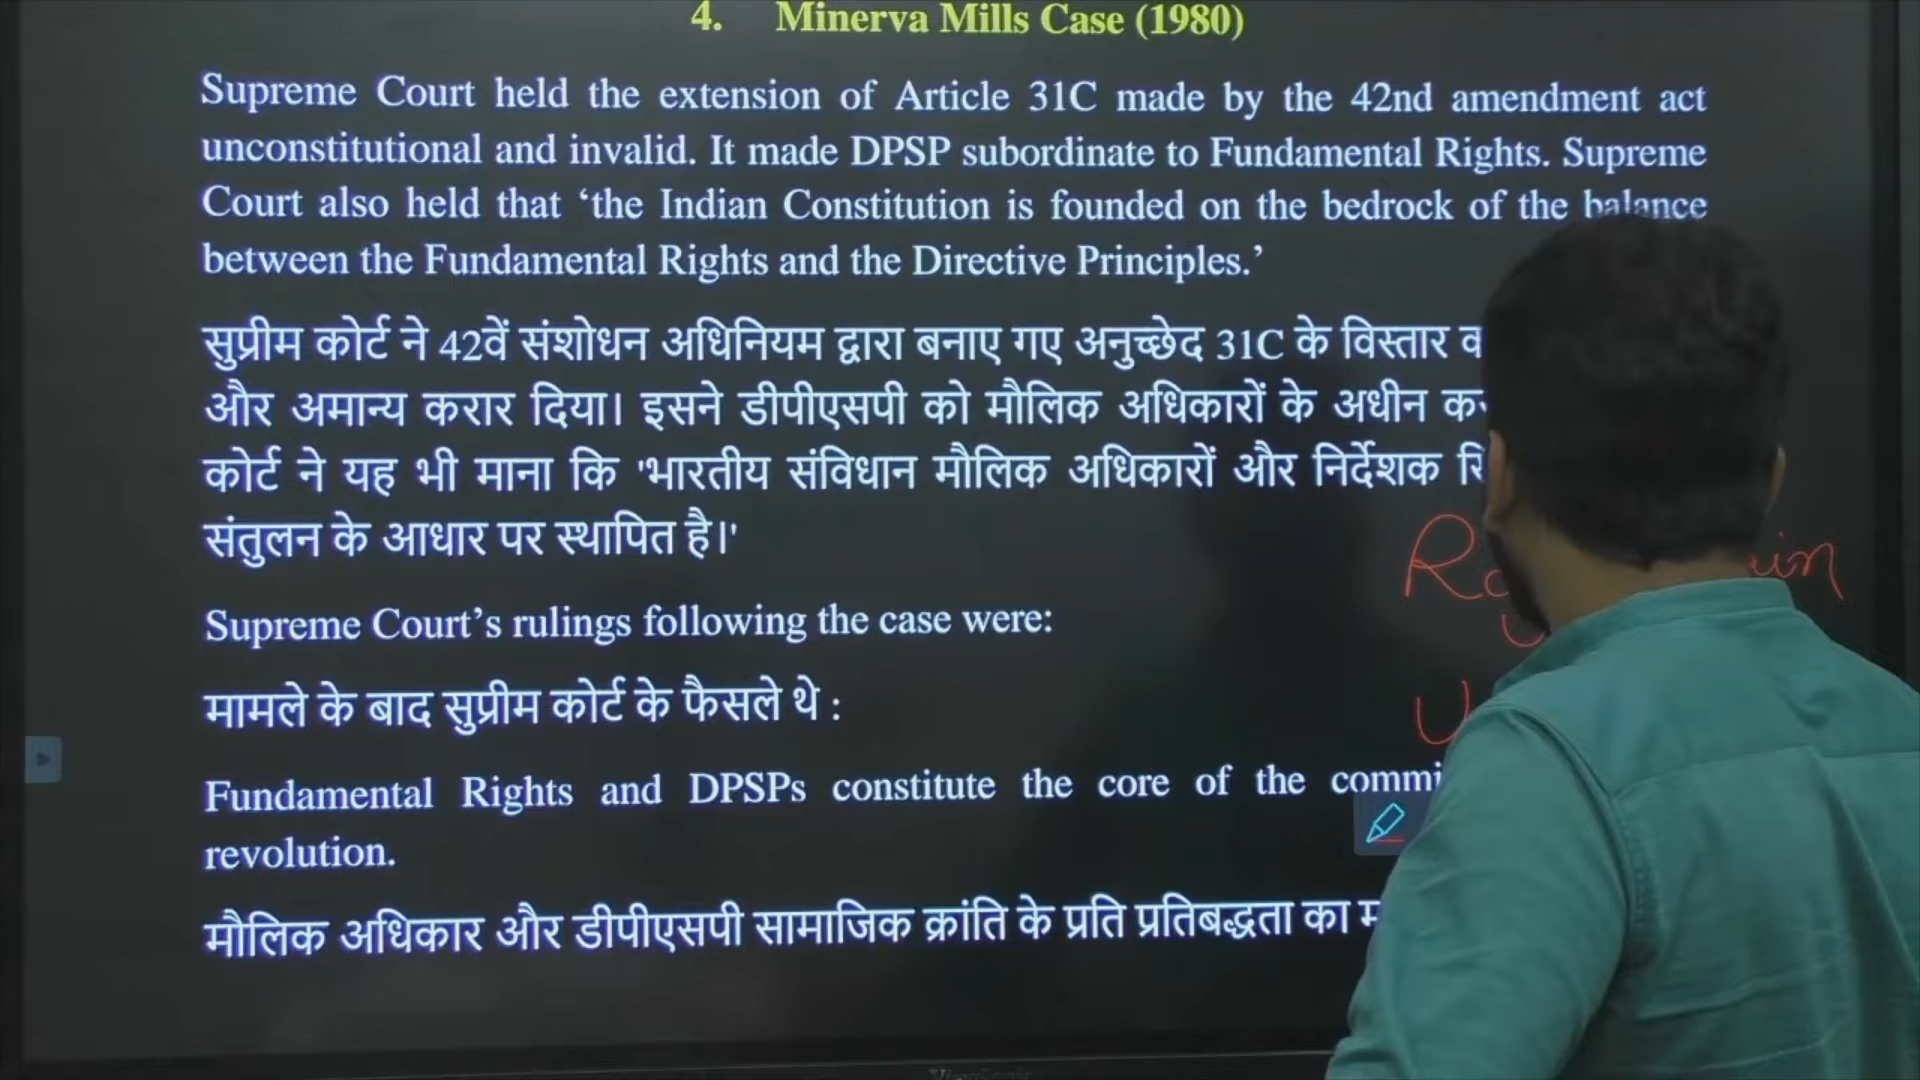 4. Minerva Mills Case (1980)
Supreme Court held the extension of Article 31C made by the 42nd amendment act
unconstitutional and invalid. It made DPSP subordinate to Fundamental Rights. Supreme
Court also held that ‘the Indian Constitution is founded on the bedrock of the balance
between the Fundamental Rights and the Directive Principles.’
सुप्रीम कोर्ट ने 42वें संशोधन अधिनियम द्वारा बनाए गए अनुच्छेद 31C के विस्तार
और अमान्य करार दिया। इसने डीपीएसपी को मौलिक अधिकारों के अधीन
कोर्ट ने यह भी माना कि 'भारतीय संविधान मौलिक अधिकारों और निर्देशक
संतुलन के आधार पर स्थापित है।'
Supreme Court’s rulings following the case were:
मामले के बाद सुप्रीम कोर्ट के फैसले थे :
Fundamental Rights and DPSPs constitute the core of the
revolution.
मौलिक अधिकार और डीपीएसपी सामाजिक क्रांति के प्रति प्रतिबद्धता का